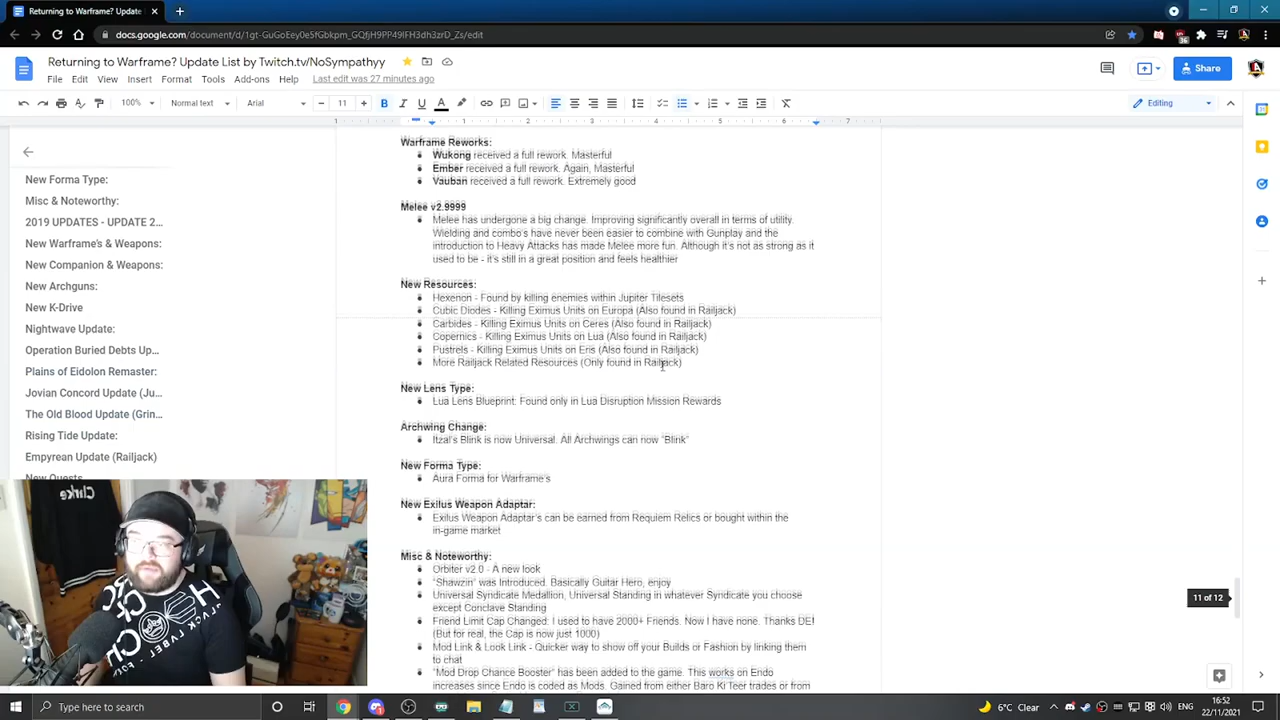 Returning to Warframe? Update
docs.google.com/document/d/1gt-GuGoEey0eSfGbkpm_GQfjH9PP49IFH3dh3zrD_Zs/edit
36
Returning to Warframe? Update List by Twitch.tv/NoSympathyy
File Edit View Insert Format Tools Add-ons Help Last edit was 27 minutes ago
Share
100% Normal text Arial 11 Editing
1 1 2 3 4 5 6 7
New Forma Type:
Misc & Noteworthy:
2019 UPDATES - UPDATE 2...
New Warframe's & Weapons:
New Companion & Weapons:
New Archguns:
New K-Drive
Nightwave Update:
Operation Buried Debts Up...
Plains of Eidolon Remaster:
Jovian Concord Update (Ju...
The Old Blood Update (Grin...
Rising Tide Update:
Empyrean Update (Railjack)
New Quests
Warframe Reworks:
Wukong received a full rework. Masterful
Ember received a full rework. Again, Masterful
Vauban received a full rework. Extremely good
Melee v2.9999
Melee has undergone a big change. Improving significantly overall in terms of utility.
Wielding and combo's have never been easier to combine with Gunplay and the
introduction to Heavy Attacks has made Melee more fun. Although it's not as strong as it
used to be - it's still in a great position and feels healthier
New Resources:
Hexenon - Found by killing enemies within Jupiter Tilesets
Cubic Diodes - Killing Eximus Units on Europa (Also found in Railjack)
Carbides - Killing Eximus Units on Ceres (Also found in Railjack)
Copernics - Killing Eximus Units on Lua (Also found in Railjack)
Pustrels - Killing Eximus Units on Eris (Also found in Railjack)
More Railjack Related Resources (Only found in Railjack)
New Lens Type:
Lua Lens Blueprint: Found only in Lua Disruption Mission Rewards
Archwing Change:
Itzal's Blink is now Universal. All Archwings can now "Blink"
New Forma Type:
Aura Forma for Warframe's
New Exilus Weapon Adaptar:
Exilus Weapon Adaptar's can be earned from Requiem Relics or bought within the
in-game market
Misc & Noteworthy:
Orbiter v2.0 - A new look
"Shawzin" was Introduced. Basically Guitar Hero, enjoy
Universal Syndicate Medallion, Universal Standing in whatever Syndicate you choose
except Conclave Standing
Friend Limit Cap Changed: I used to have 2000+ Friends. Now I have none. Thanks DE!
(But for real, the Cap is now just 1000)
Mod Link & Look Link - Quicker way to show off your Builds or Fashion by linking them
to chat
"Mod Drop Chance Booster" has been added to the game. This works on Endo
increases since Endo is coded as Mods. Gained from either Baro Ki'Teer trades or from
11 of 12
Type here to search
6°C Clear
ENG
16:52
22/11/2021